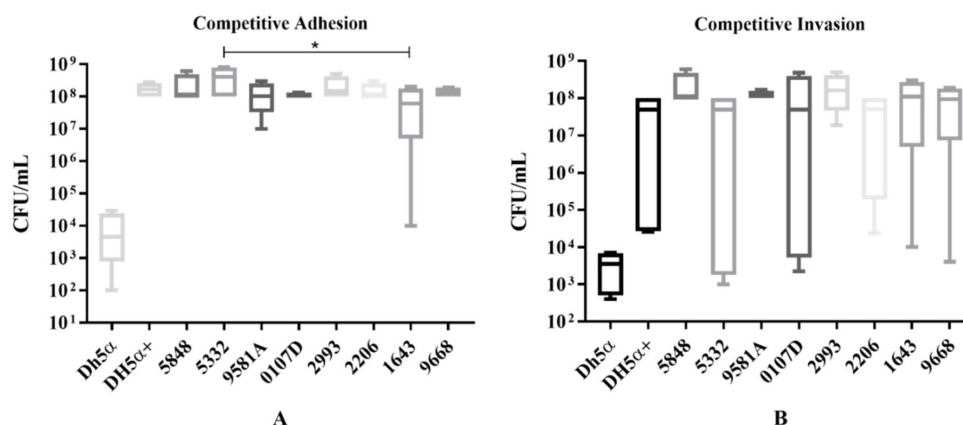 Competitive Adhesion
*
CFU/mL
10⁹
10⁸
10⁷
10⁶
10⁵
10⁴
10³
10²
10¹
Dh5α
DH5α+
5848
5332
9581A
0107D
2993
2206
1643
9668
A
Competitive Invasion
CFU/mL
10⁹
10⁸
10⁷
10⁶
10⁵
10⁴
10³
10²
Dh5α
DH5α+
5848
5332
9581A
0107D
2993
2206
1643
9668
B